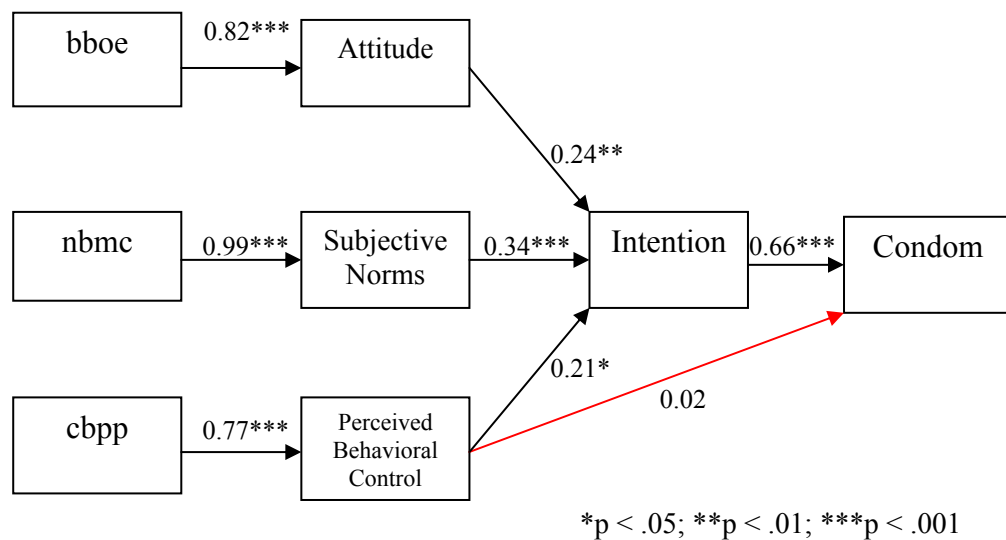 bboe
0.82***
Attitude
0.24**
nbmc
0.99***
Subjective
Norms
0.34***
Intention
0.66***
Condom
0.21*
0.02
cbpp
0.77***
Perceived
Behavioral
Control
*p < .05; **p < .01; ***p < .001